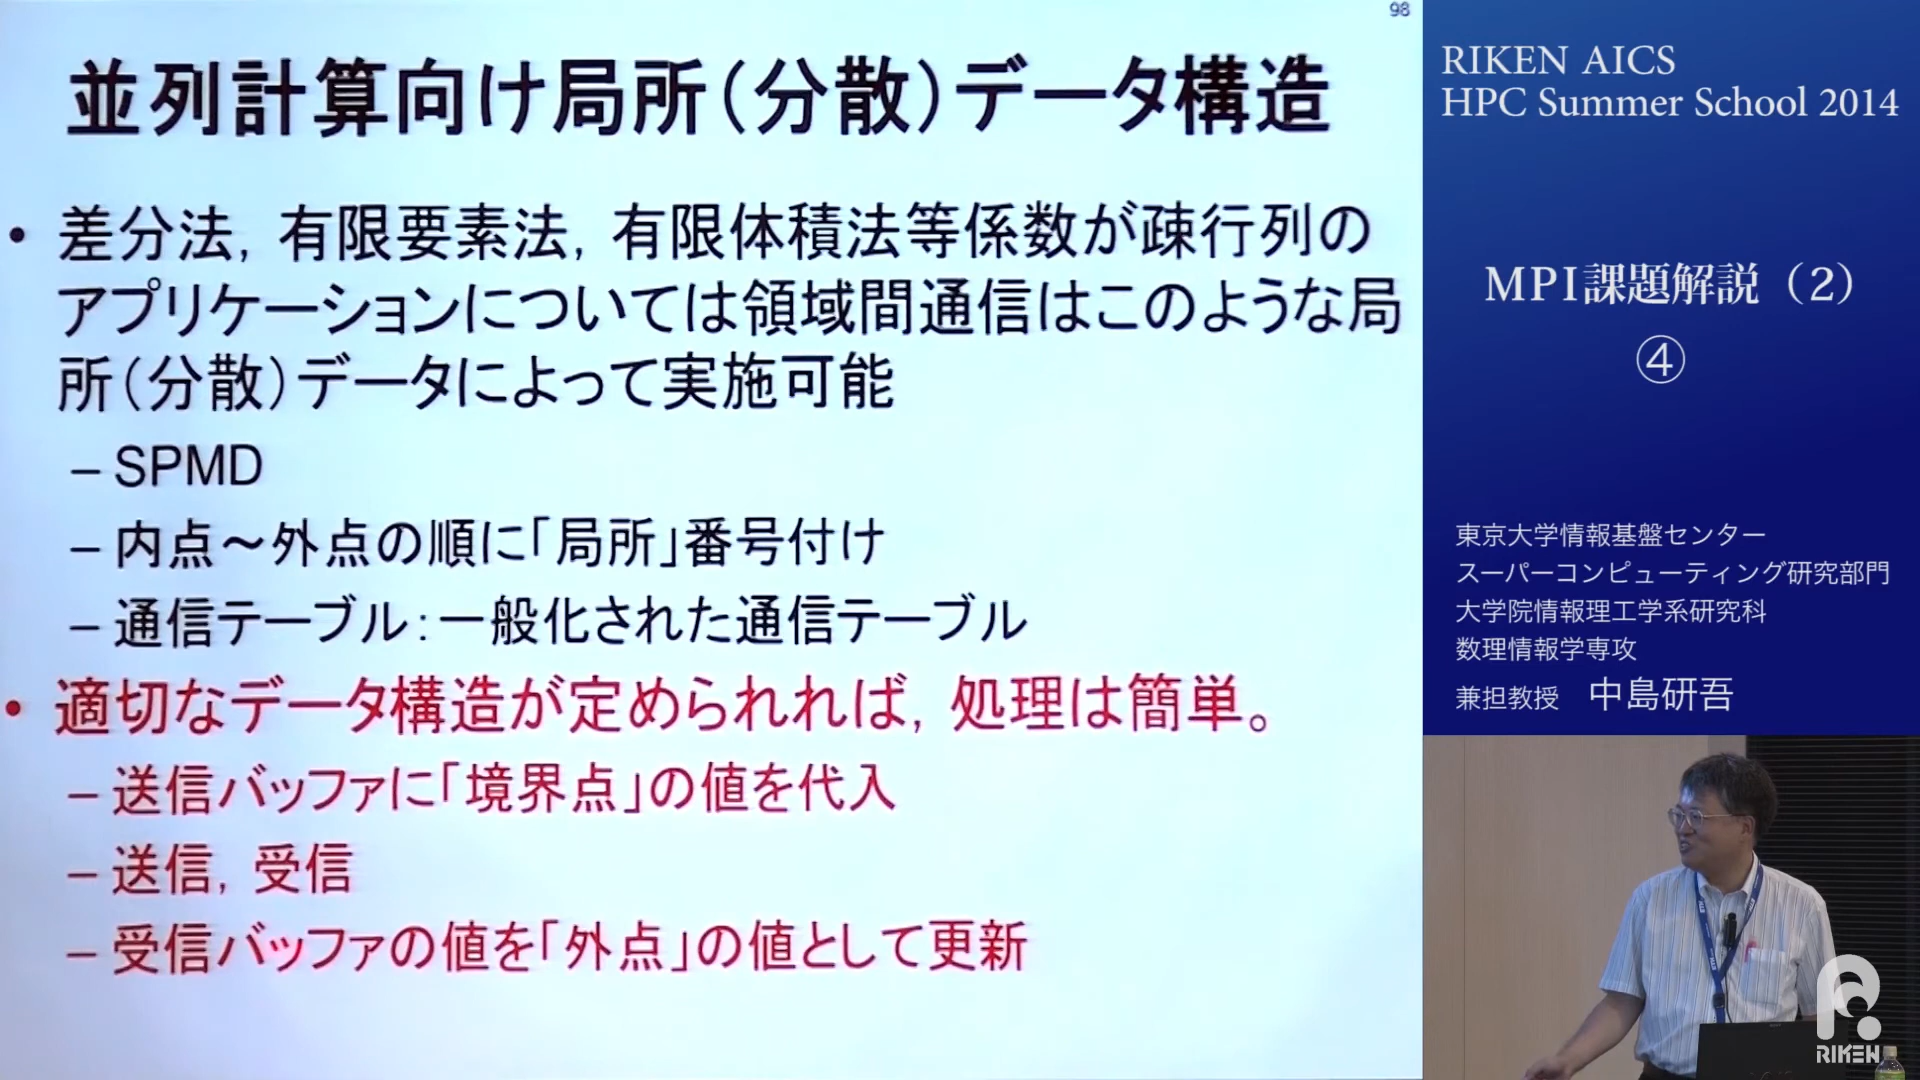 98
並列計算向け局所(分散)データ構造
• 差分法, 有限要素法, 有限体積法等係数が疎行列の
アプリケーションについては領域間通信はこのような局
所(分散)データによって実施可能
– SPMD
– 内点～外点の順に「局所」番号付け
– 通信テーブル:一般化された通信テーブル
• 適切なデータ構造が定められれば, 処理は簡単。
– 送信バッファに「境界点」の値を代入
– 送信, 受信
– 受信バッファの値を「外点」の値として更新
RIKEN AICS
HPC Summer School 2014
MPI課題解説（2）
④
東京大学情報基盤センター
スーパーコンピューティング研究部門
大学院情報理工学系研究科
数理情報学専攻
兼担教授 中島研吾
RIKEN